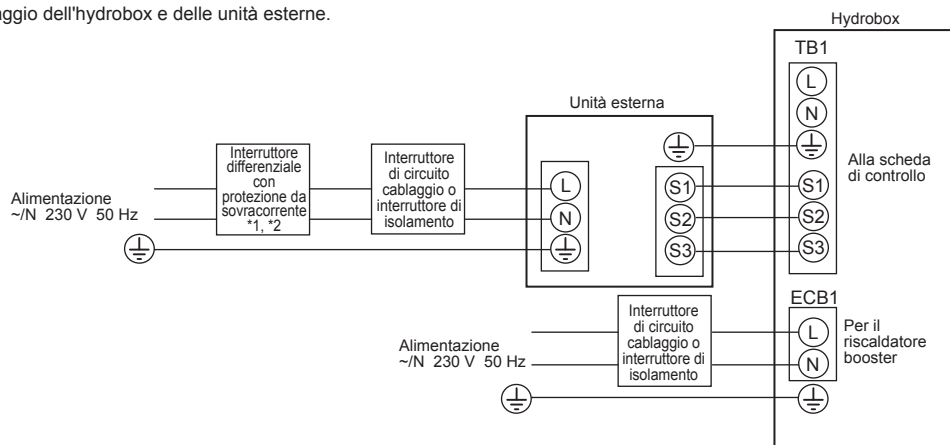 aggio dell'hydrobox e delle unità esterne.
Hydrobox
TB1
L
N
Unità esterna
Interruttore
differenziale
con
protezione da
sovracorrente
*1, *2
Interruttore
di circuito
cablaggio o
interruttore di
isolamento
Alimentazione
~/N 230 V 50 Hz
L
N
S1
S2
S3
S1
S2
S3
Alla scheda
di controllo
ECB1
Interruttore
di circuito
cablaggio o
interruttore di
isolamento
Alimentazione
~/N 230 V 50 Hz
L
N
Per il
riscaldatore
booster